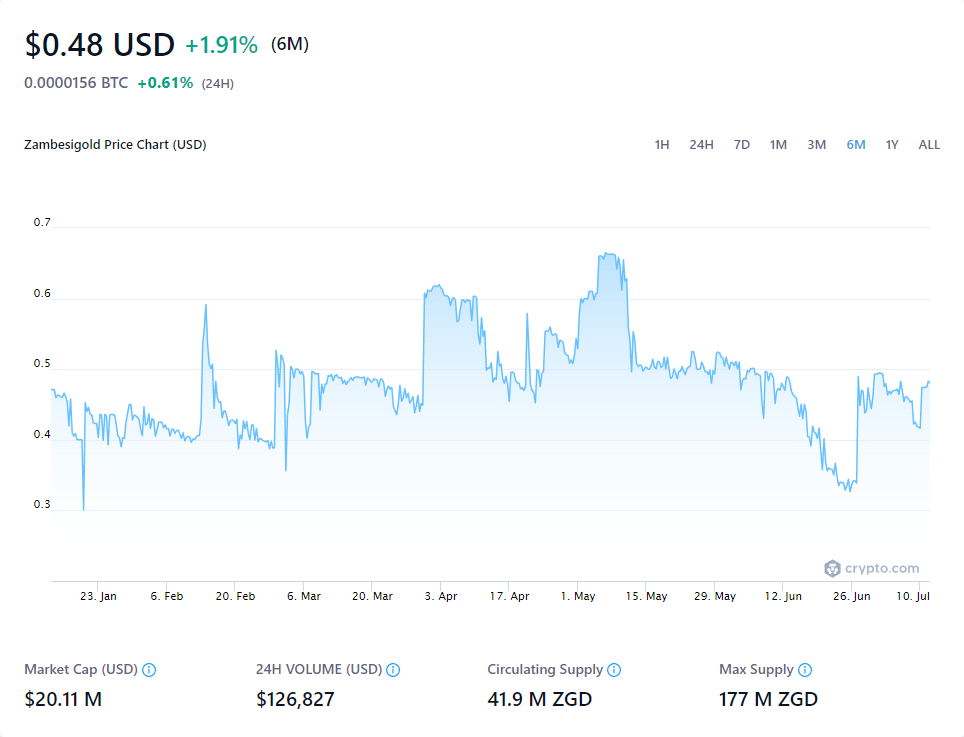 $0.48 USD +1.91% (6M)
0.0000156 BTC +0.61% (24H)
Zambesigold Price Chart (USD) 1H 24H 7D 1M 3M 6M 1Y ALL
0.7
0.6
0.5
0.4
0.3
crypto.com
23. Jan 6. Feb 20. Feb 6. Mar 20. Mar 3. Apr 17. Apr 1. May 15. May 29. May 12. Jun 26. Jun 10. Jul
Market Cap (USD) 24H VOLUME (USD) Circulating Supply Max Supply
$20.11 M $126,827 41.9 M ZGD 177 M ZGD